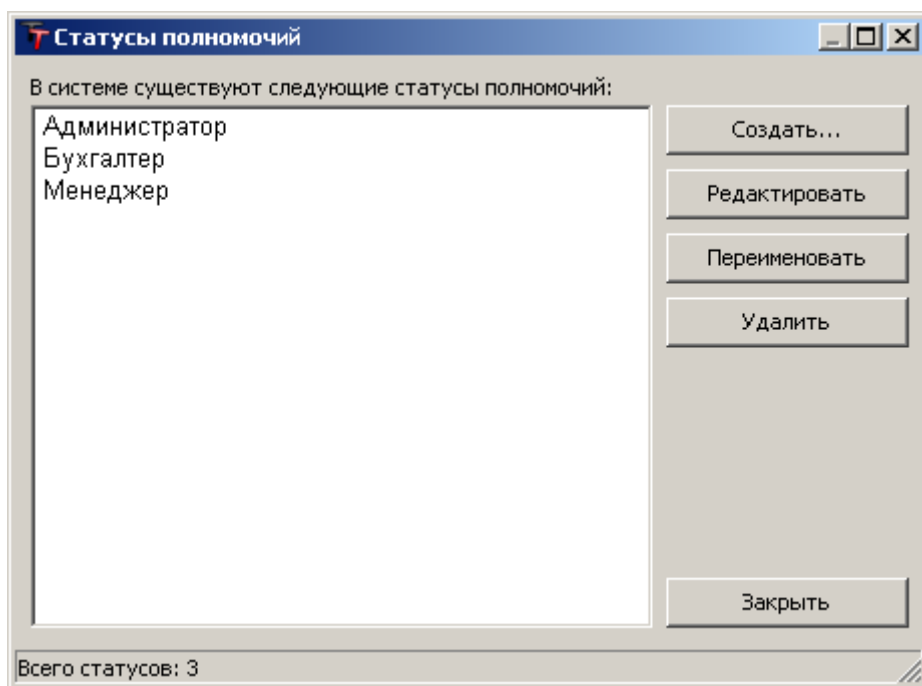 Статусы полномочий
В системе существуют следующие статусы полномочий:
Администратор
Бухгалтер
Менеджер
Создать...
Редактировать
Переименовать
Удалить
Закрыть
Всего статусов: 3